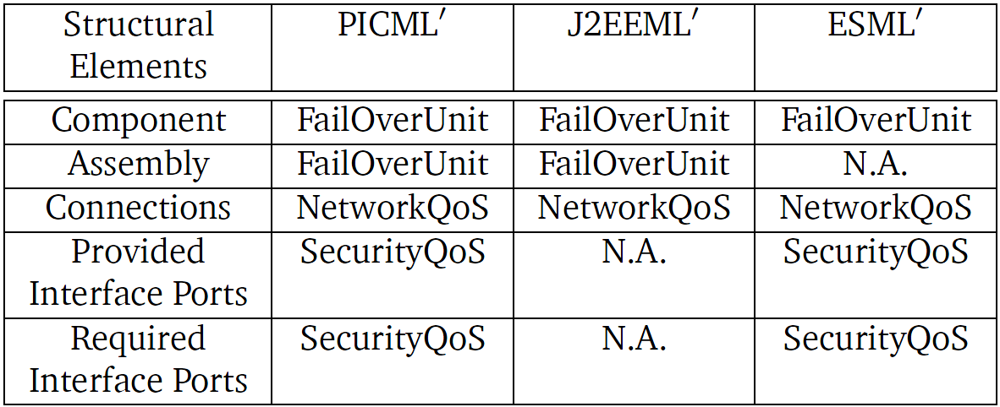 Structural Elements PICML′ J2EEML′ ESML′
Component FailOverUnit FailOverUnit FailOverUnit
Assembly FailOverUnit FailOverUnit N.A.
Connections NetworkQoS NetworkQoS NetworkQoS
Provided SecurityQoS N.A. SecurityQoS
Interface Ports
Required SecurityQoS N.A. SecurityQoS
Interface Ports